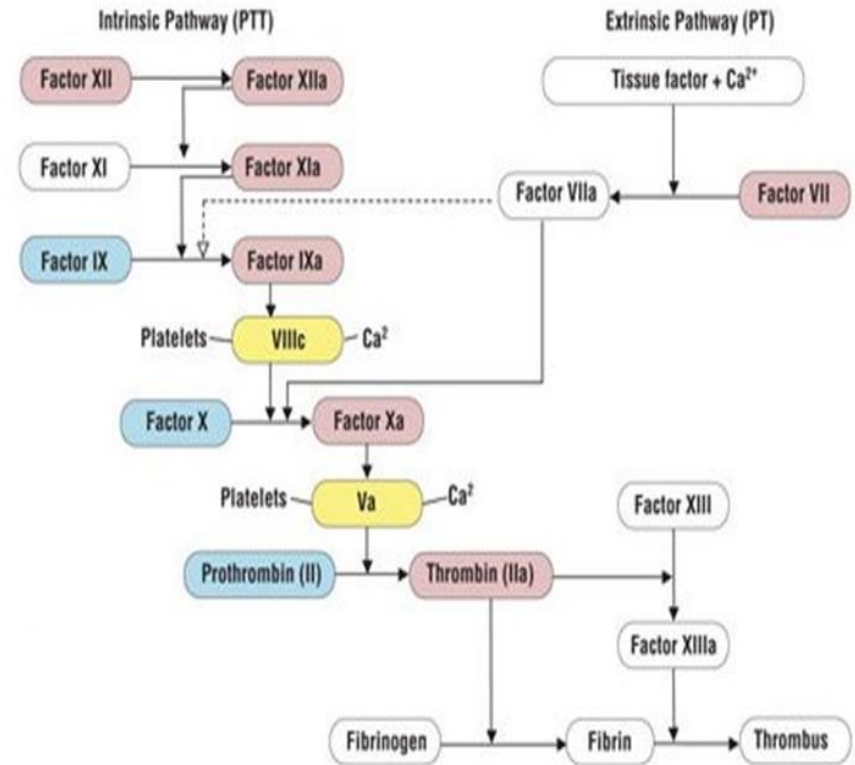 Intrinsic Pathway (PTT)
Extrinsic Pathway (PT)
Factor XII
Factor XIIa
Tissue factor + Ca²⁺
Factor XI
Factor XIa
Factor VIIa
Factor VII
Factor IX
Factor IXa
Platelets
VIIIc
Ca²
Factor X
Factor Xa
Platelets
Va
Ca²
Factor XIII
Prothrombin (II)
Thrombin (IIa)
Factor XIIIa
Fibrinogen
Fibrin
Thrombus